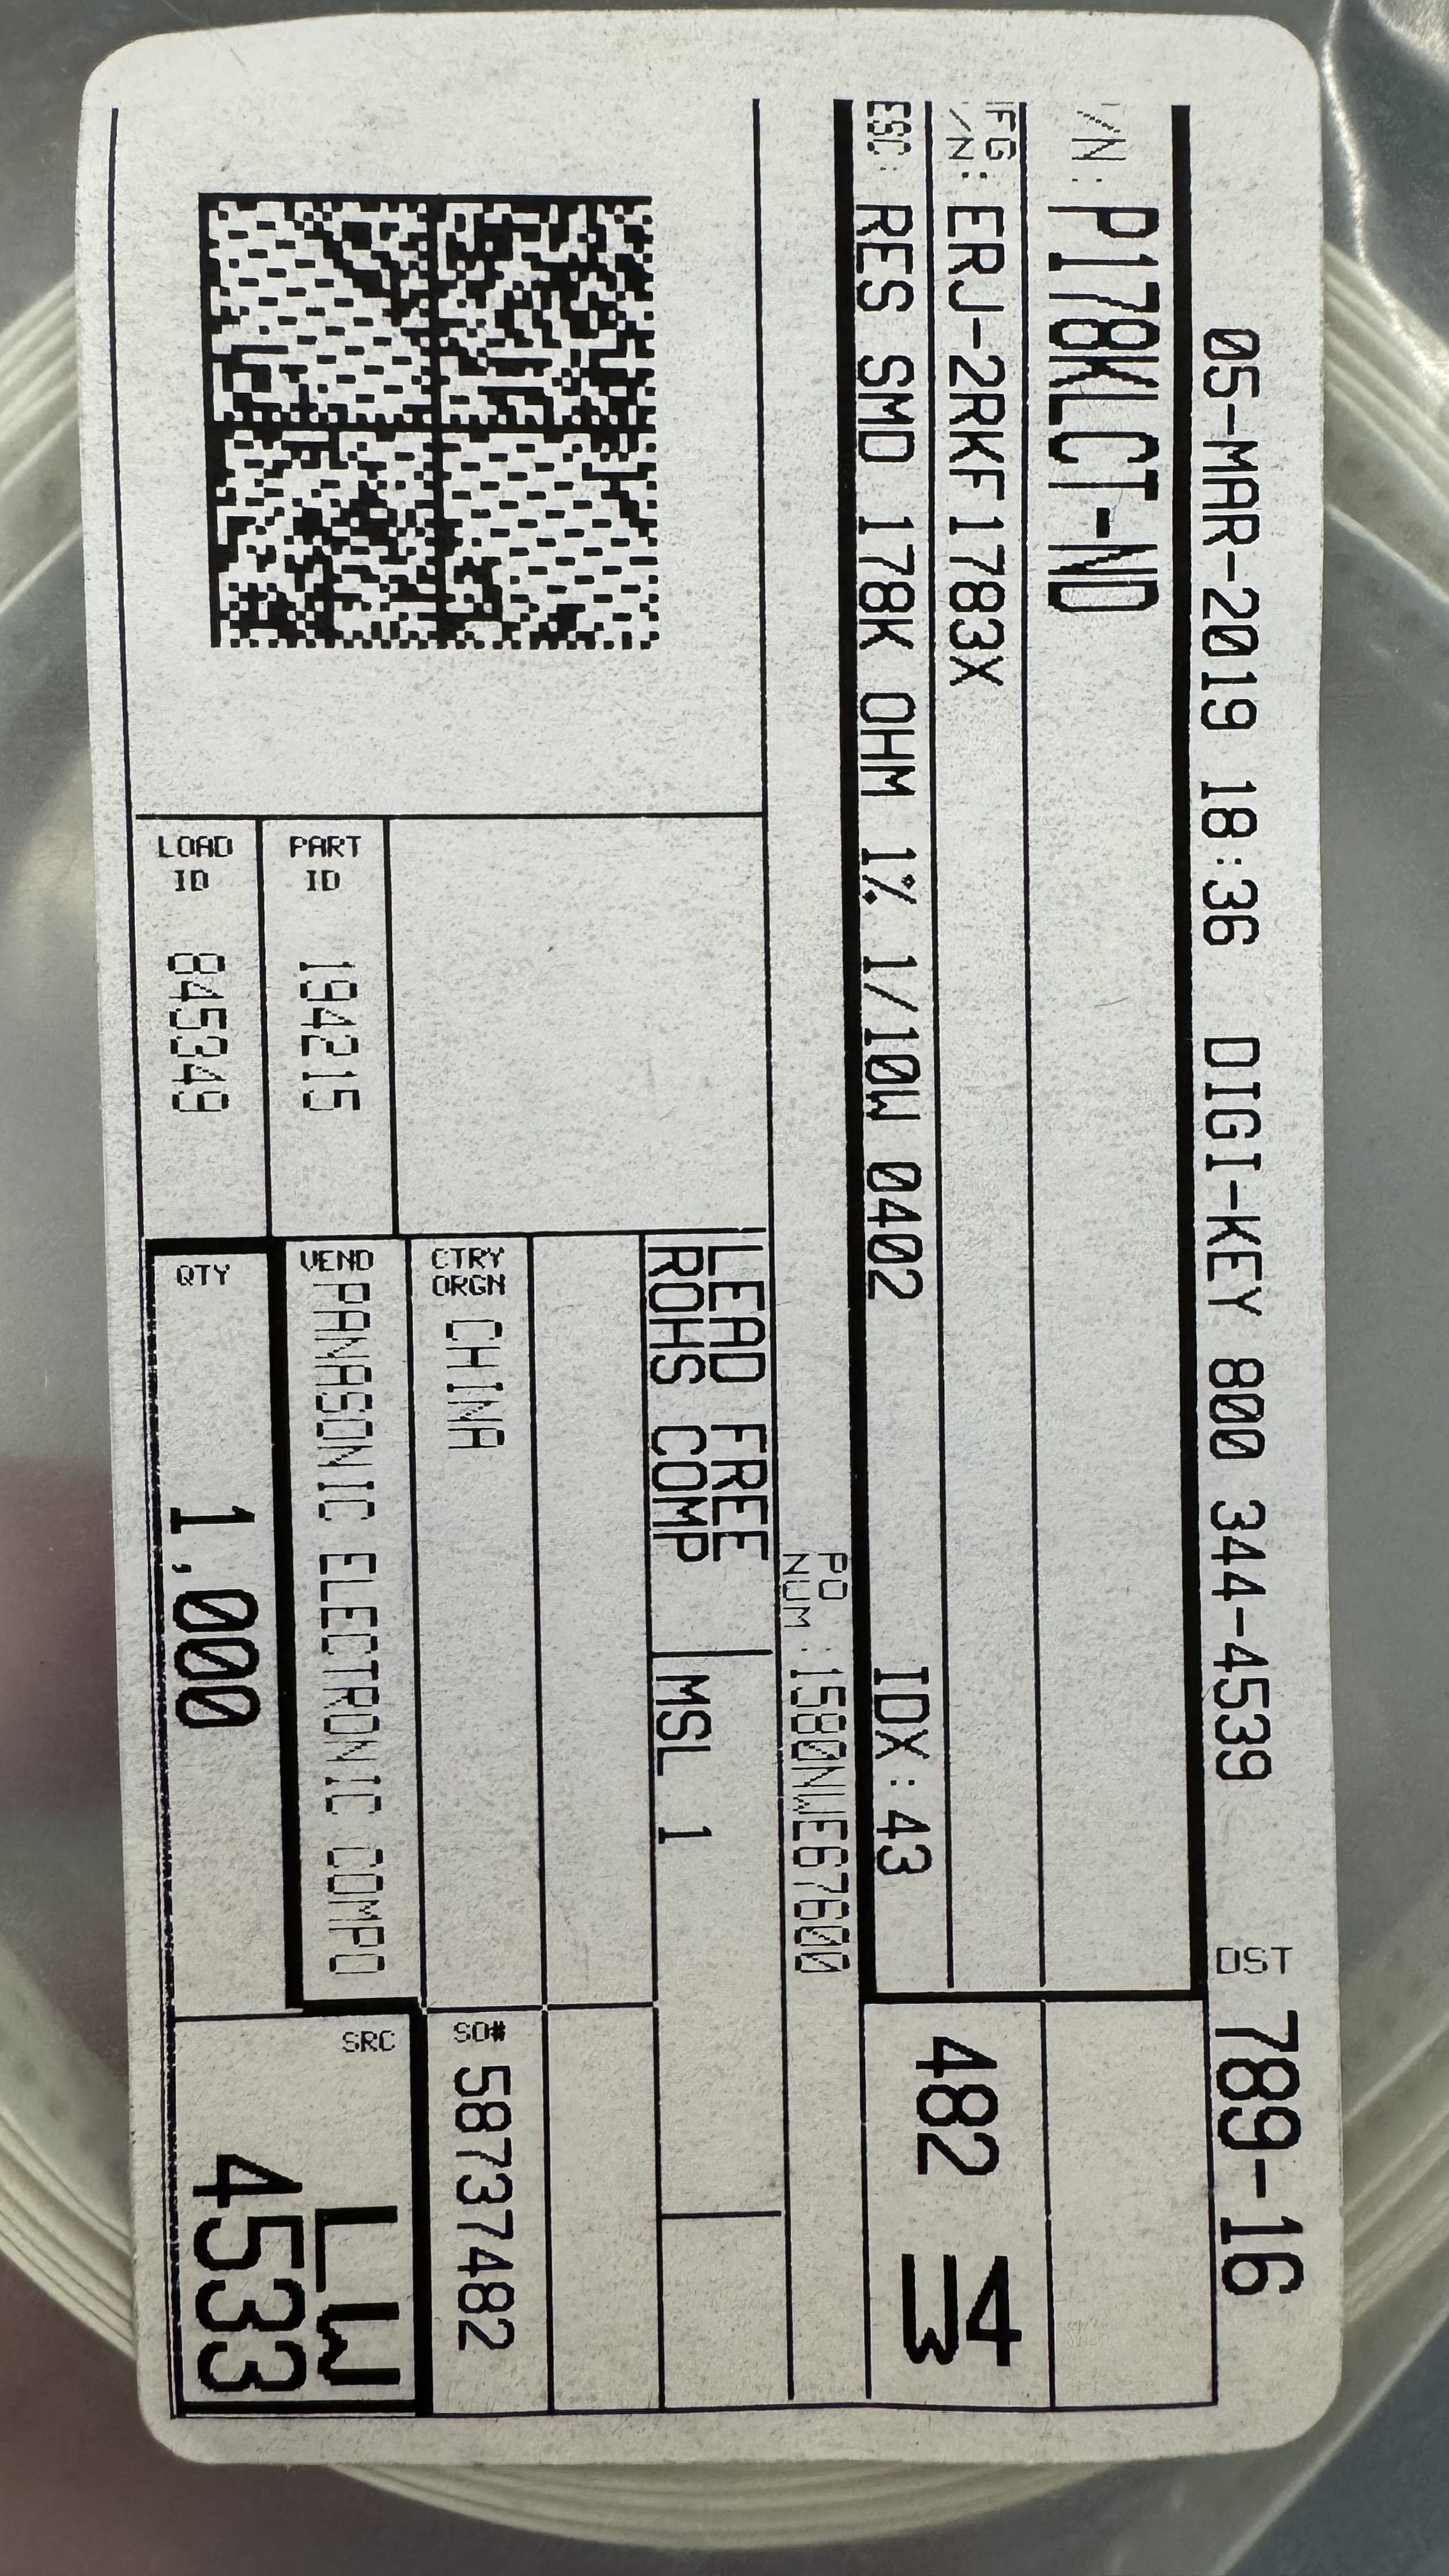 05-MAR-2019 18:36 DIGI-KEY 800 344-4539 DST 789-16
/N: P178KLCT-ND
FG
/N: ERJ-2RKF1783X
482 W4
ESC: RES SMD 178K OHM 1% 1/10W 0402 IDX:43
PO
NUM :1580NWE67600
LEAD FREE
ROHS COMP
MSL 1
CTRY
ORGN CHINA
SO# 58737482
PART
ID 194215
VEND PANASONIC ELECTRONIC COMPO
LOAD
ID 845349
QTY 1,000
SRC LW
4533